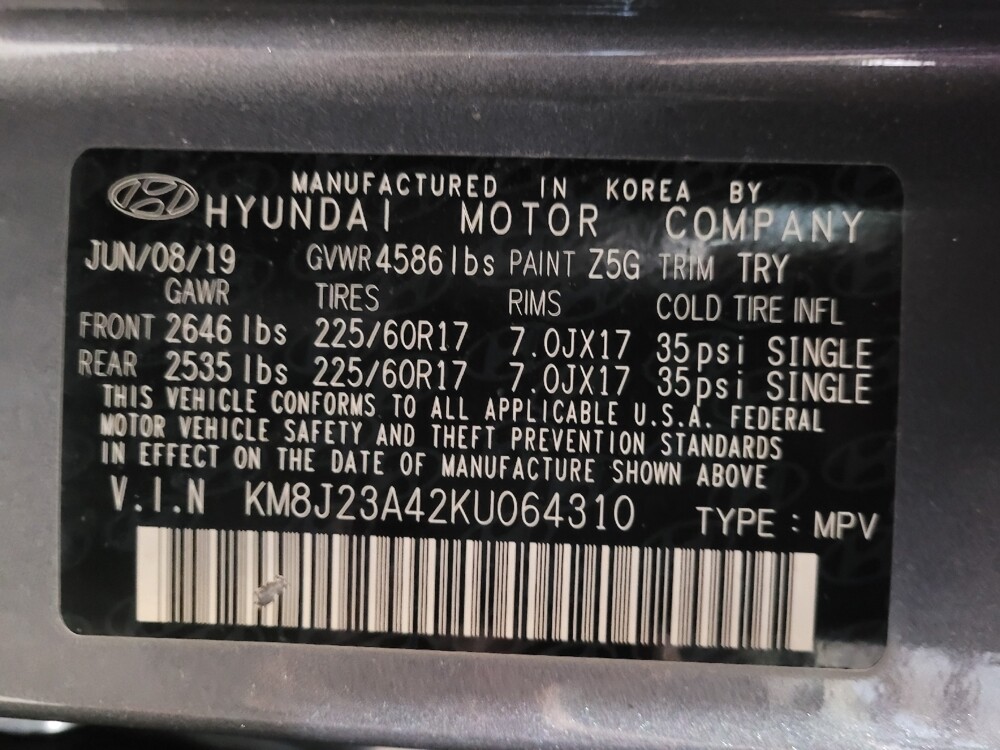 MANUFACTURED IN KOREA BY
HYUNDAI MOTOR COMPANY
JUN/08/19 GVWR 4586 lbs PAINT Z5G TRIM TRY
GAWR TIRES RIMS COLD TIRE INFL
FRONT 2646 lbs 225/60R17 7.0JX17 35psi SINGLE
REAR 2535 lbs 225/60R17 7.0JX17 35psi SINGLE
THIS VEHICLE CONFORMS TO ALL APPLICABLE U.S.A. FEDERAL
MOTOR VEHICLE SAFETY AND THEFT PREVENTION STANDARDS
IN EFFECT ON THE DATE OF MANUFACTURE SHOWN ABOVE
V.I.N KM8J23A42KU064310 TYPE : MPV